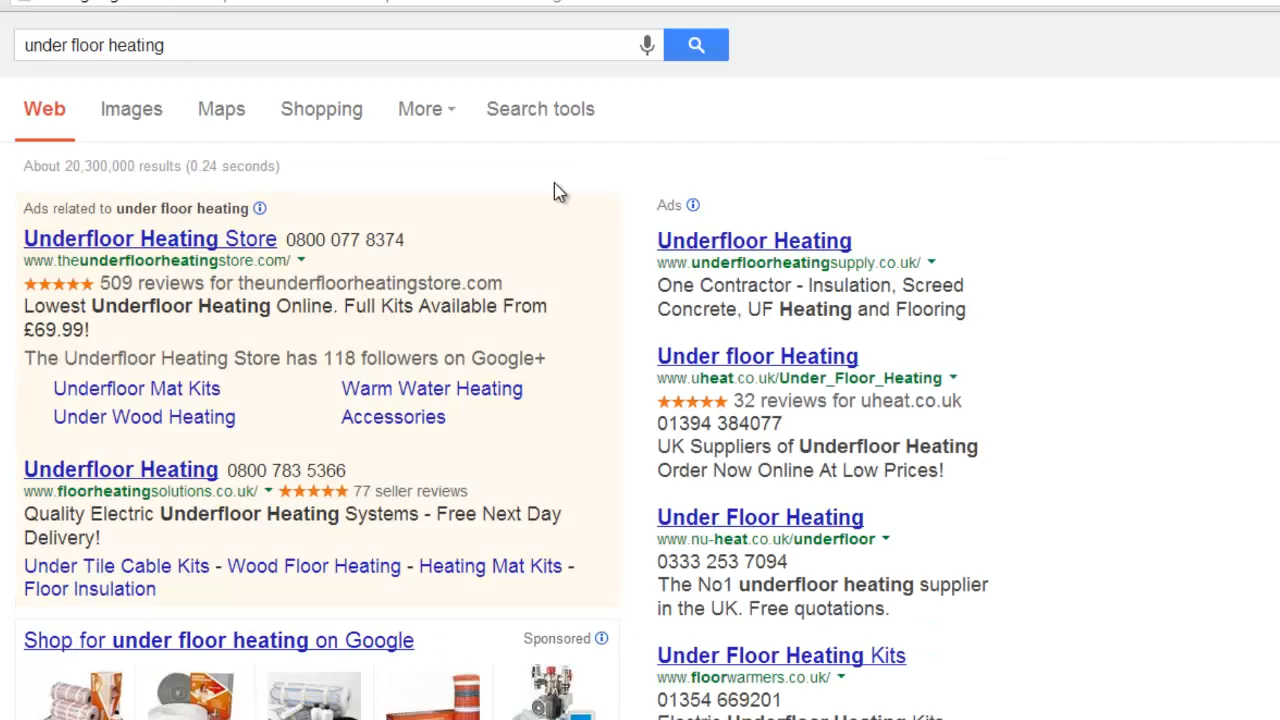 under floor heating
Web Images Maps Shopping More Search tools
About 20,300,000 results (0.24 seconds)
Ads related to under floor heating
Underfloor Heating Store 0800 077 8374
www.theunderfloorheatingstore.com/
509 reviews for theunderfloorheatingstore.com
Lowest Underfloor Heating Online. Full Kits Available From
£69.99!
The Underfloor Heating Store has 118 followers on Google+
Underfloor Mat Kits Warm Water Heating
Under Wood Heating Accessories
Underfloor Heating 0800 783 5366
www.floorheatingsolutions.co.uk/ 77 seller reviews
Quality Electric Underfloor Heating Systems - Free Next Day
Delivery!
Under Tile Cable Kits - Wood Floor Heating - Heating Mat Kits -
Floor Insulation
Shop for under floor heating on Google Sponsored
Ads
Underfloor Heating
www.underfloorheatingsupply.co.uk/
One Contractor - Insulation, Screed
Concrete, UF Heating and Flooring
Under floor Heating
www.uheat.co.uk/Under_Floor_Heating
32 reviews for uheat.co.uk
01394 384077
UK Suppliers of Underfloor Heating
Order Now Online At Low Prices!
Under Floor Heating
www.nu-heat.co.uk/underfloor
0333 253 7094
The No1 underfloor heating supplier
in the UK. Free quotations.
Under Floor Heating Kits
www.floorwarmers.co.uk/
01354 669201
Electric Underfloor Heating Kits